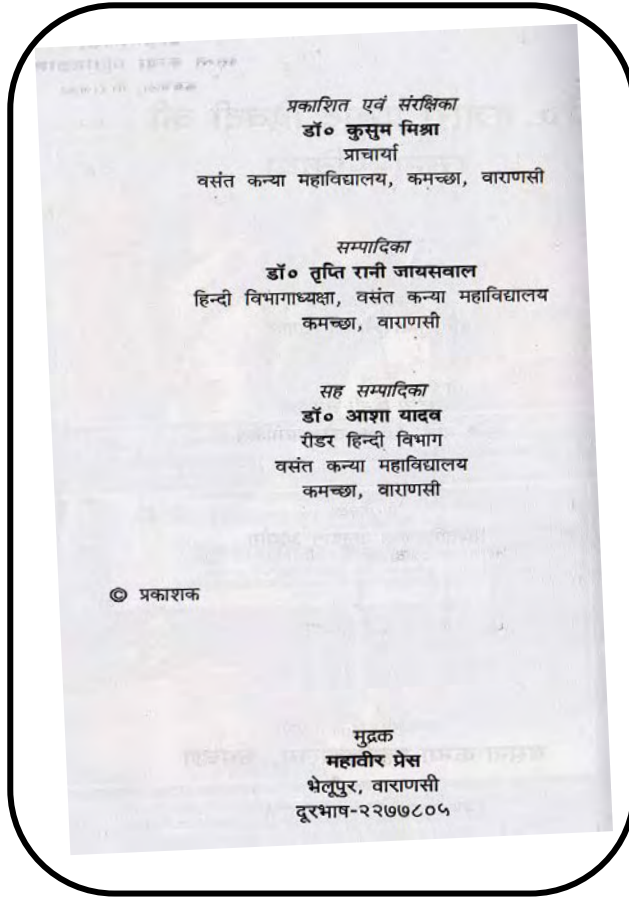 प्रकाशित एवं संरक्षिका
डॉ० कुसुम मिश्रा
प्राचार्या
वसंत कन्या महाविद्यालय, कमच्छा, वाराणसी
सम्पादिका
डॉ० तृप्ति रानी जायसवाल
हिन्दी विभागाध्यक्षा, वसंत कन्या महाविद्यालय
कमच्छा, वाराणसी
सह सम्पादिका
डॉ० आशा यादव
रीडर हिन्दी विभाग
वसंत कन्या महाविद्यालय
कमच्छा, वाराणसी
© प्रकाशक
मुद्रक
महावीर प्रेस
भेलूपुर, वाराणसी
दूरभाष-२२७७८०५